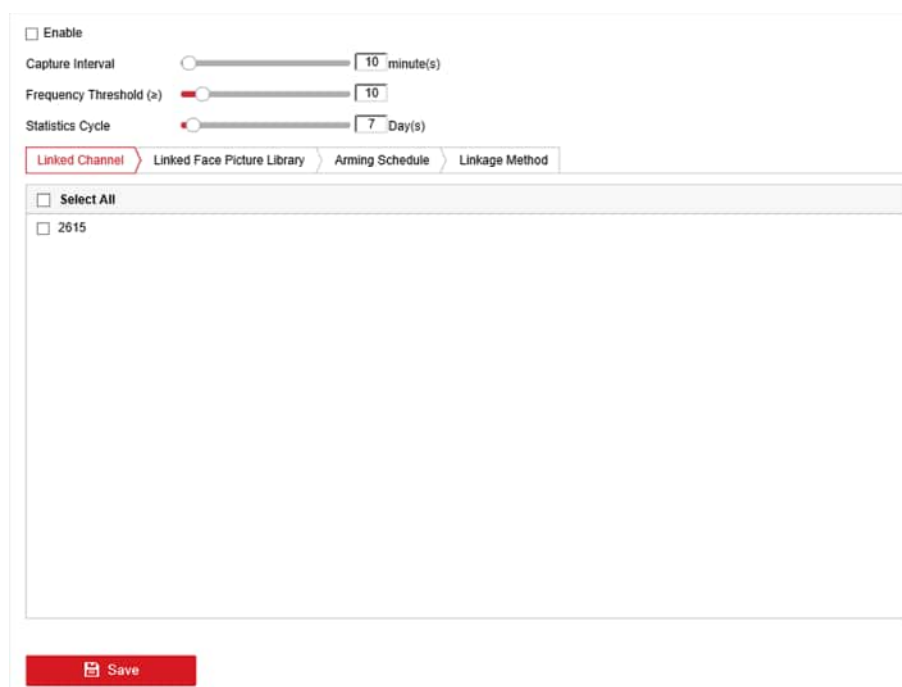 Enable
Capture Interval 10 minute(s)
Frequency Threshold (≥) 10
Statistics Cycle 7 Day(s)
Linked Channel Linked Face Picture Library Arming Schedule Linkage Method
Select All
2615
Save